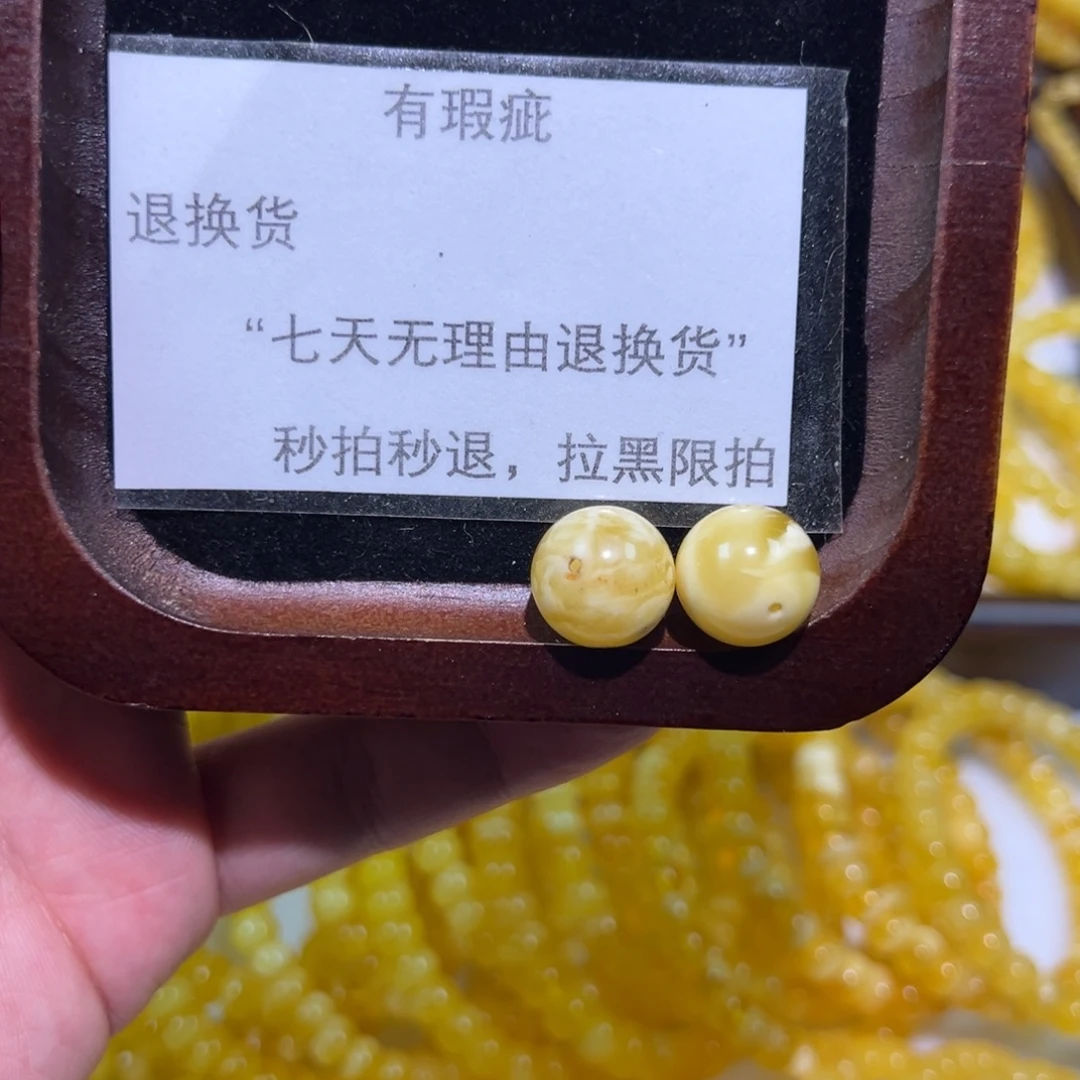 有瑕疵
退换货
“七天无理由退换货”
秒拍秒退，拉黑限拍